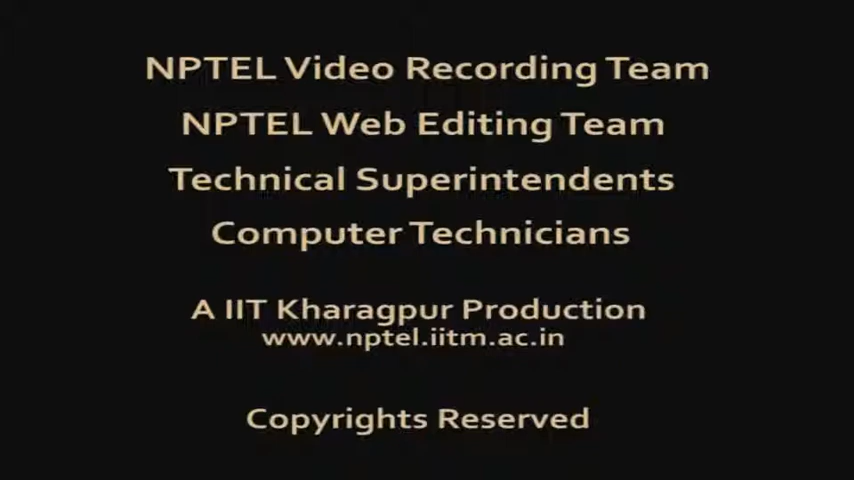 NPTEL Video Recording Team
NPTEL Web Editing Team
Technical Superintendents
Computer Technicians
A IIT Kharagpur Production
www.nptel.iitm.ac.in
Copyrights Reserved